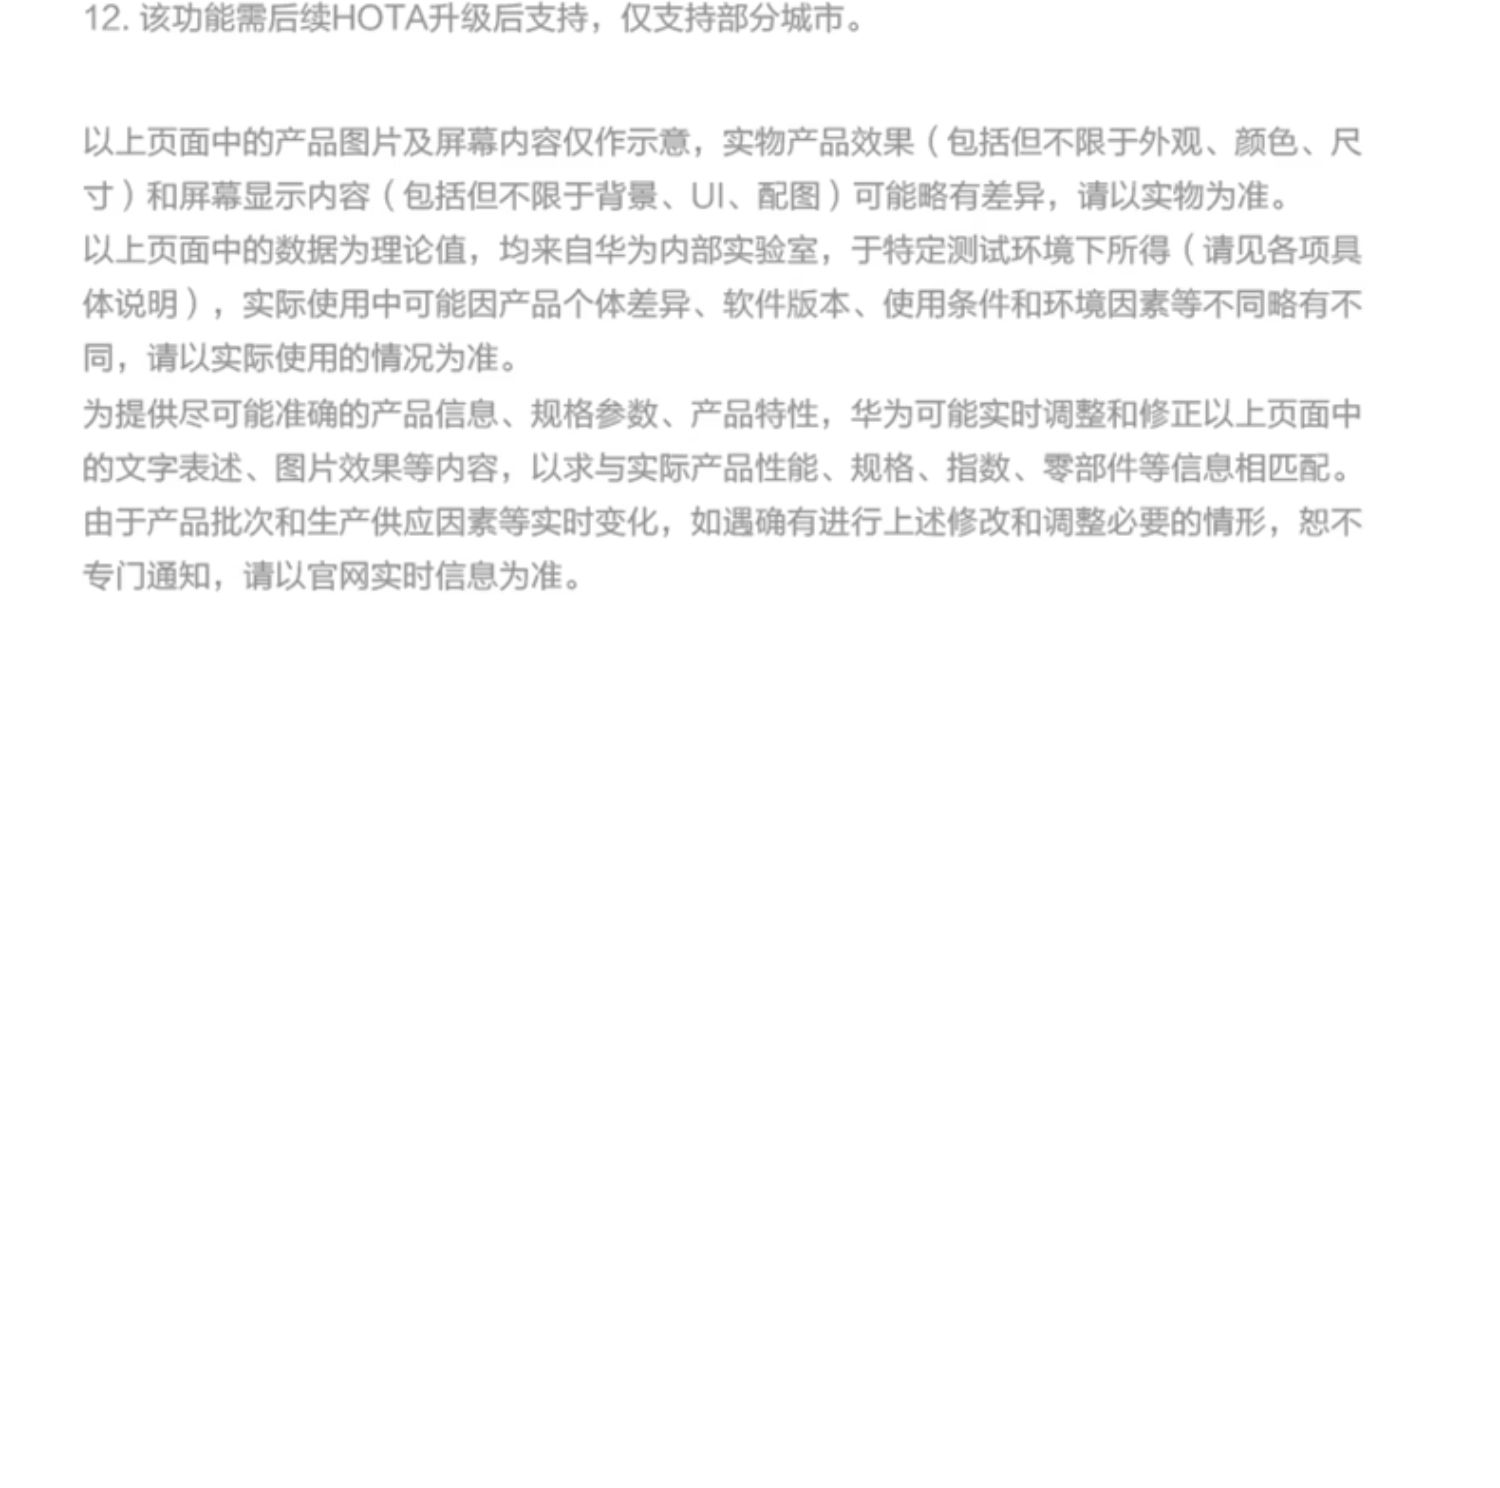 12. 该功能需后续HOTA升级后支持，仅支持部分城市。
以上页面中的产品图片及屏幕内容仅作示意，实物产品效果（包括但不限于外观、颜色、尺
寸）和屏幕显示内容（包括但不限于背景、UI、配图）可能略有差异，请以实物为准。
以上页面中的数据为理论值，均来自华为内部实验室，于特定测试环境下所得（请见各项具
体说明），实际使用中可能因产品个体差异、软件版本、使用条件和环境因素等不同略有不
同，请以实际使用的情况为准。
为提供尽可能准确的产品信息、规格参数、产品特性，华为可能实时调整和修正以上页面中
的文字表述、图片效果等内容，以求与实际产品性能、规格、指数、零部件等信息相匹配。
由于产品批次和生产供应因素等实时变化，如遇确有进行上述修改和调整必要的情形，恕不
专门通知，请以官网实时信息为准。